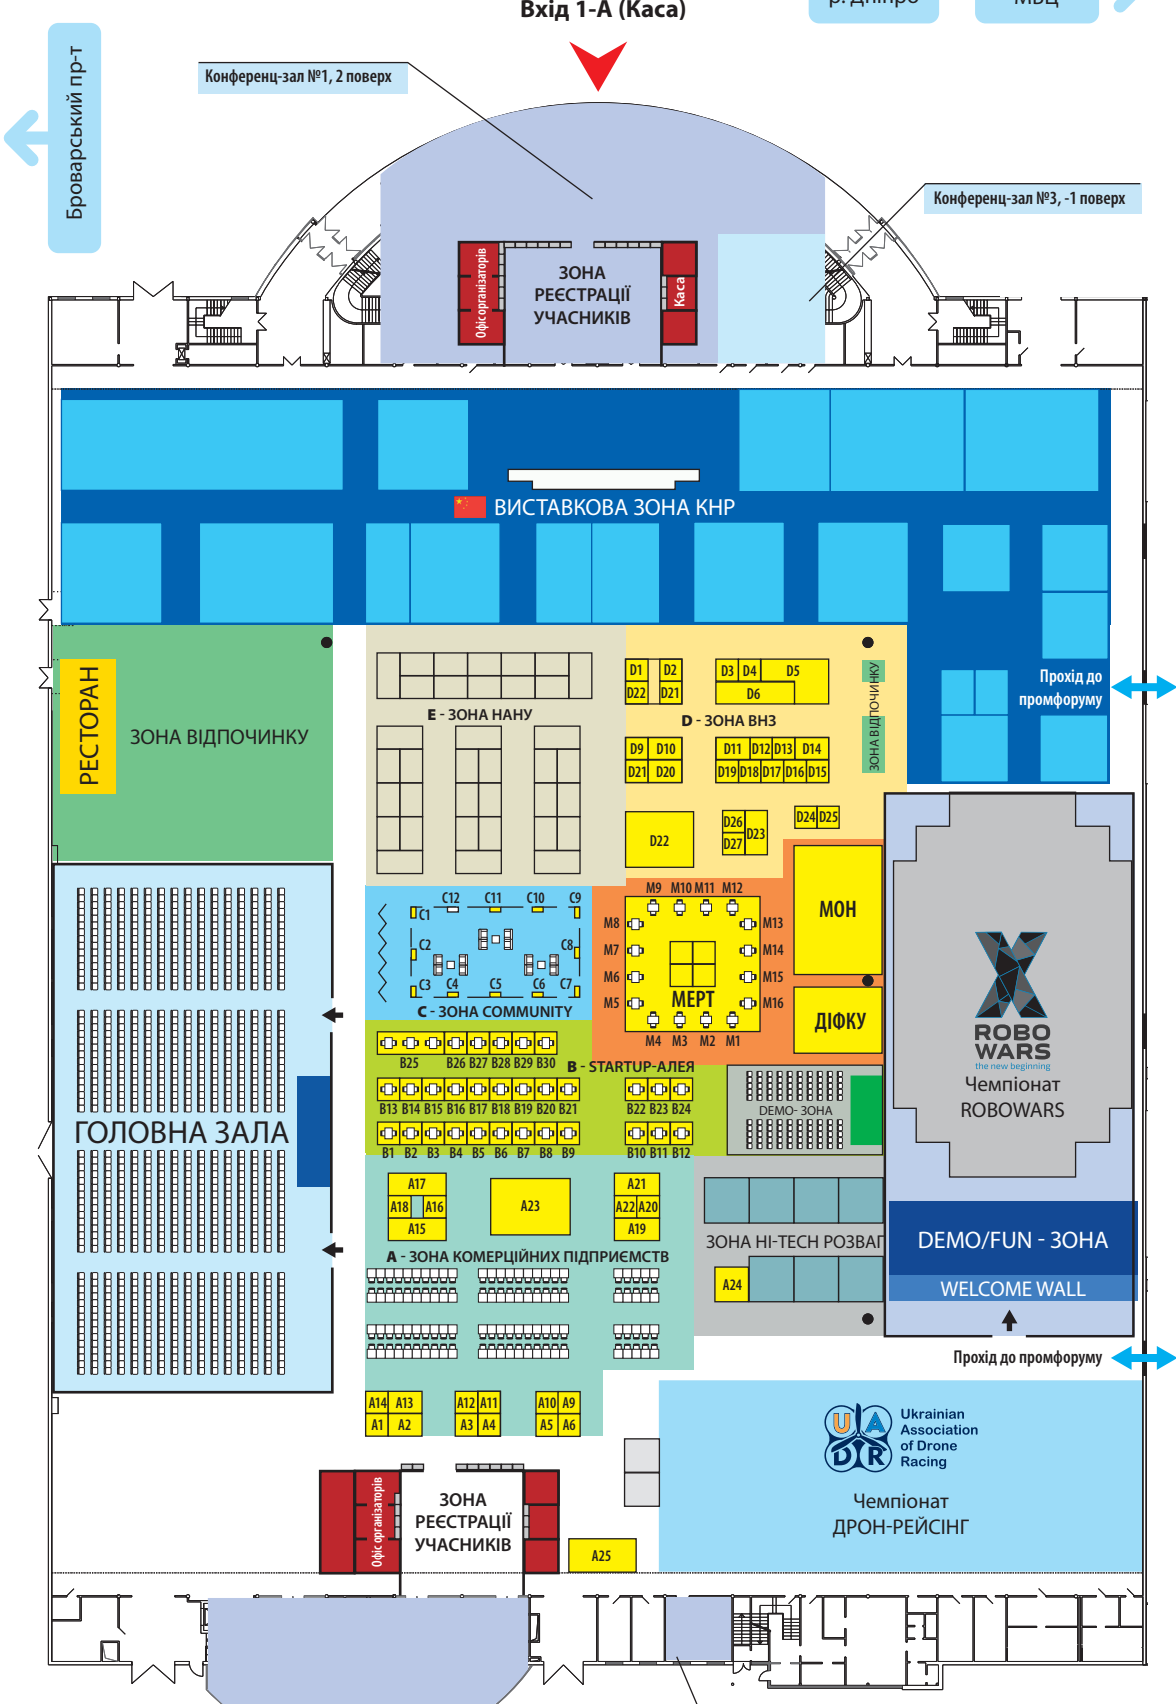 Вхід 1-А (Каса)
р. Дніпро
МВЦ
Броварський пр-т
Конференц-зал №1, 2 поверх
Конференц-зал №3, -1 поверх
Офіс організаторів
ЗОНА
РЕЄСТРАЦІЇ
УЧАСНИКІВ
Каса
ВИСТАВКОВА ЗОНА КНР
Прохід до
промфоруму
РЕСТОРАН
ЗОНА ВІДПОЧИНКУ
E - ЗОНА НАНУ
D1 D2 D3 D4 D5
D22 D21 D6
D - ЗОНА ВНЗ
ЗОНА ВІДПОЧИНКУ
D9 D10 D11 D12 D13 D14
D21 D20 D19 D18 D17 D16 D15
D22
D26 D23
D27
D24 D25
МОН
ДІФКУ
M9 M10 M11 M12
M8 M13
M7 M14
M6 M15
M5 M16
МЕРТ
M4 M3 M2 M1
C12 C11 C10 C9
C1
C2 C8
C3 C4 C5 C6 C7
C - ЗОНА COMMUNITY
B25 B26 B27 B28 B29 B30
B - STARTUP-АЛЕЯ
B13 B14 B15 B16 B17 B18 B19 B20 B21 B22 B23 B24
B1 B2 B3 B4 B5 B6 B7 B8 B9 B10 B11 B12
DEMO- ЗОНА
ROBO
WARS
the new beginning
Чемпіонат
ROBOWARS
ГОЛОВНА ЗАЛА
A17
A18 A16
A15
A23
A21
A22 A20
A19
A - ЗОНА КОМЕРЦІЙНИХ ПІДПРИЄМСТВ
ЗОНА HI-TECH РОЗВАГ
A24
DEMO/FUN - ЗОНА
WELCOME WALL
Прохід до промфоруму
A14 A13 A12 A11 A10 A9
A1 A2 A3 A4 A5 A6
UADR
Ukrainian
Association
of Drone
Racing
Чемпіонат
ДРОН-РЕЙСІНГ
Офіс організаторів
ЗОНА
РЕЄСТРАЦІЇ
УЧАСНИКІВ
A25